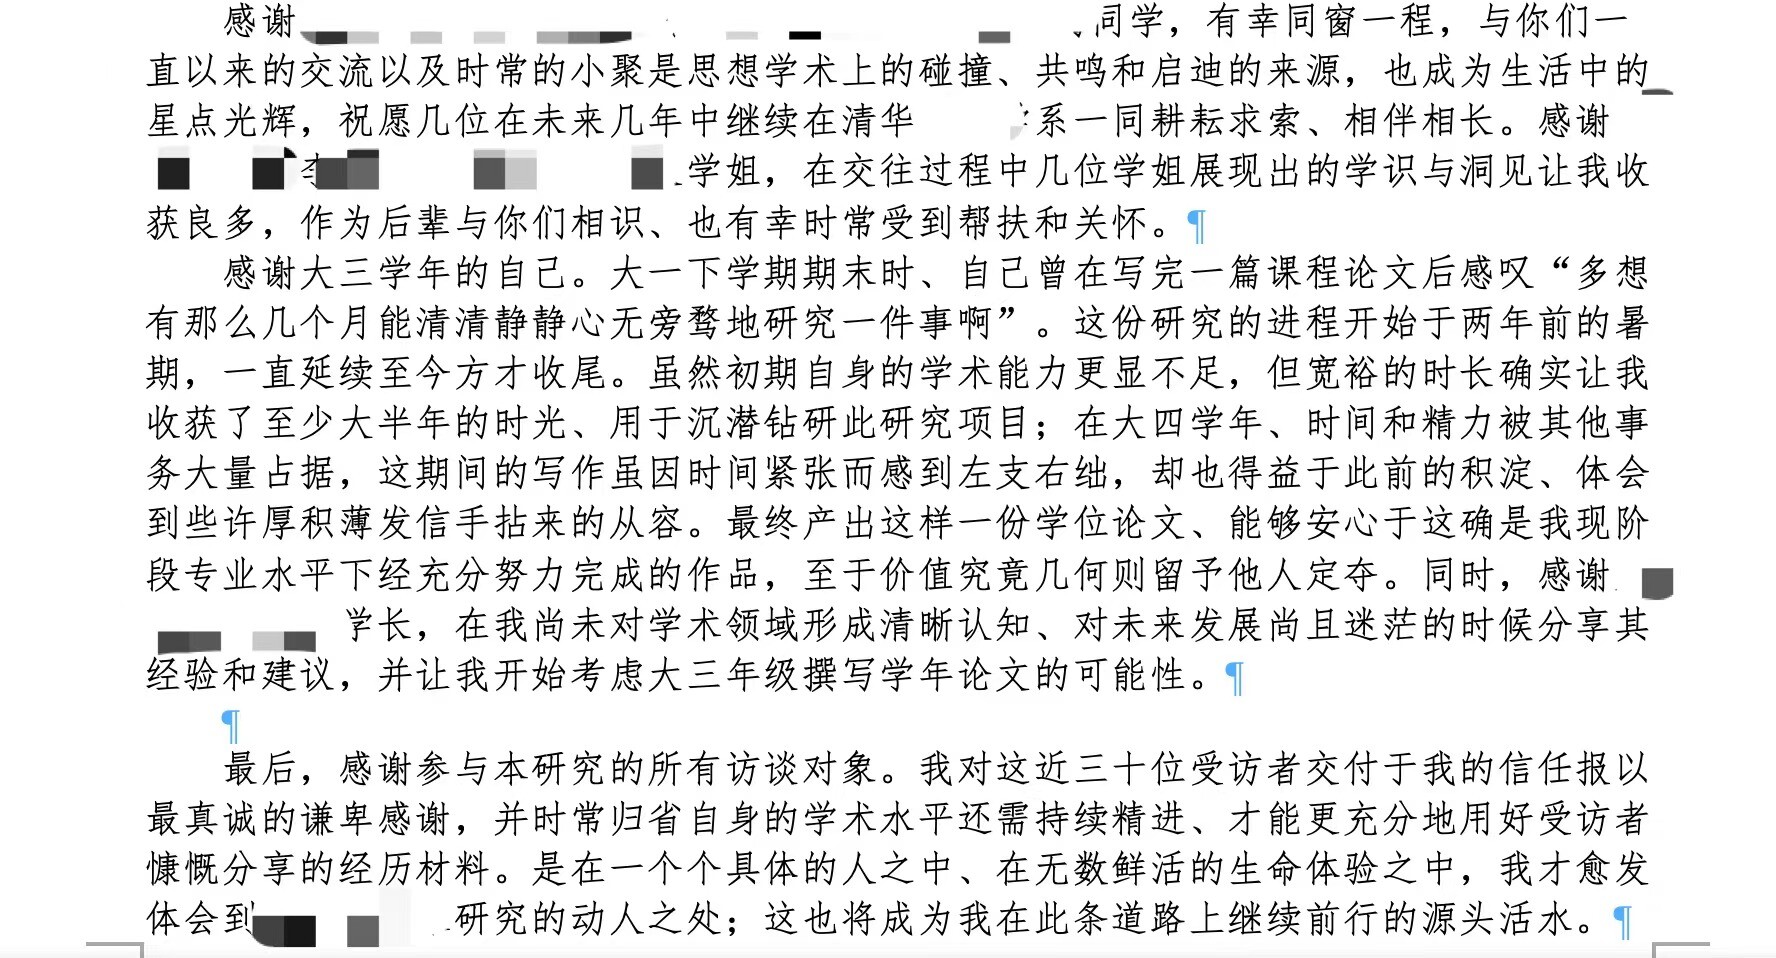 感谢 同学，有幸同窗一程，与你们一
直以来的交流以及时常的小聚是思想学术上的碰撞、共鸣和启迪的来源，也成为生活中的
星点光辉，祝愿几位在未来几年中继续在清华 系一同耕耘求索、相伴相长。感谢
学姐，在交往过程中几位学姐展现出的学识与洞见让我收
获良多，作为后辈与你们相识、也有幸时常受到帮扶和关怀。
感谢大三学年的自己。大一下学期期末时、自己曾在写完一篇课程论文后感叹“多想
有那么几个月能清清静静心无旁骛地研究一件事啊”。这份研究的进程开始于两年前的暑
期，一直延续至今方才收尾。虽然初期自身的学术能力更显不足，但宽裕的时长确实让我
收获了至少大半年的时光、用于沉潜钻研此研究项目；在大四学年、时间和精力被其他事
务大量占据，这期间的写作虽因时间紧张而感到左支右绌，却也得益于此前的积淀、体会
到些许厚积薄发信手拈来的从容。最终产出这样一份学位论文、能够安心于这确是我现阶
段专业水平下经充分努力完成的作品，至于价值究竟几何则留予他人定夺。同时，感谢
学长，在我尚未对学术领域形成清晰认知、对未来发展尚且迷茫的时候分享其
经验和建议，并让我开始考虑大三年级撰写学年论文的可能性。
最后，感谢参与本研究的所有访谈对象。我对这近三十位受访者交付于我的信任报以
最真诚的谦卑感谢，并时常归省自身的学术水平还需持续精进、才能更充分地用好受访者
慷慨分享的经历材料。是在一个个具体的人之中、在无数鲜活的生命体验之中，我才愈发
体会到 研究的动人之处；这也将成为我在此条道路上继续前行的源头活水。